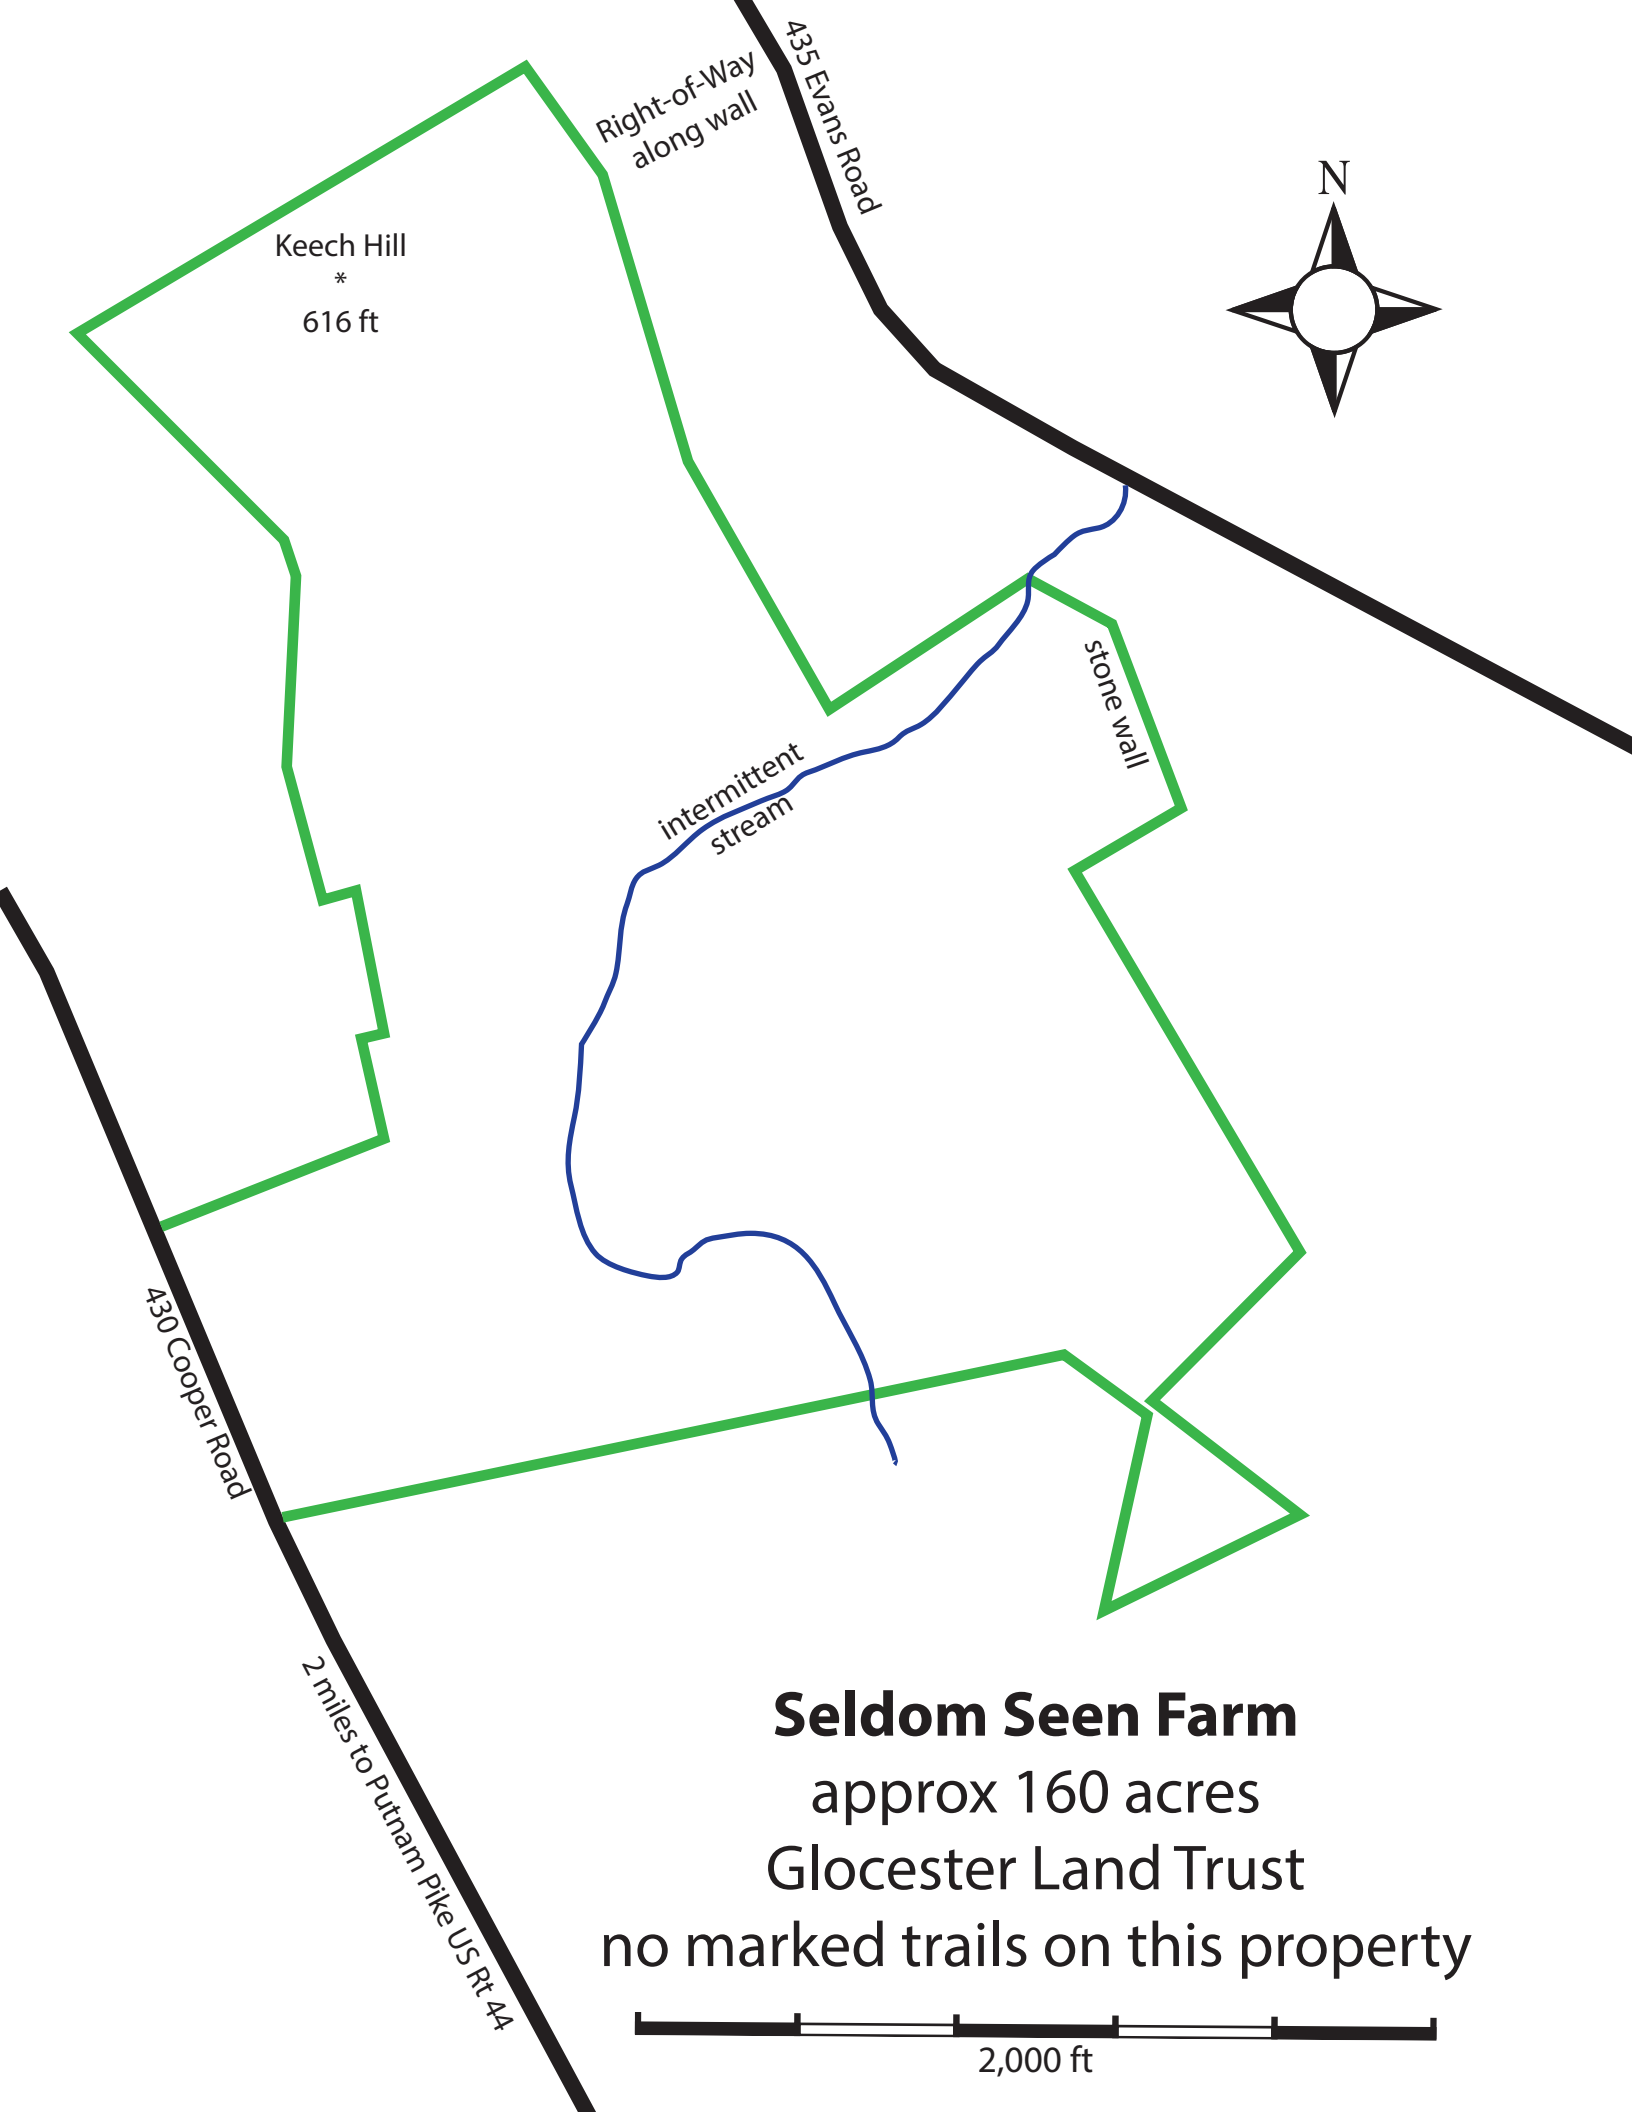 435 Evans Road
Right-of-Way
along wall
N
Keech Hill
*
616 ft
stone wall
intermittent
stream
430 Cooper Road
2 miles to Putnam Pike US Rt 44
Seldom Seen Farm
approx 160 acres
Glocester Land Trust
no marked trails on this property
2,000 ft